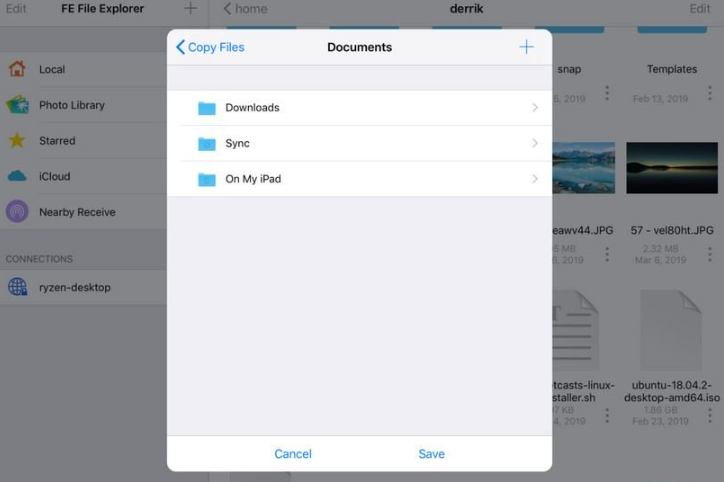 Edit
FE File Explorer
home
derrik
Edit
Copy Files
Documents
Local
Photo Library
Starred
iCloud
Nearby Receive
CONNECTIONS
ryzen-desktop
Downloads
Sync
On My iPad
Cancel
Save
snap
Templates
5, 2019
Feb 13, 2019
eawv44.JPG
57 - vel80ht.JPG
MB
2.32 MB
, 2019
Mar 6, 2019
tcasts-linux-
ubuntu-18.04.2-
staller.sh
desktop-amd64.iso
7 KB
1.86 GB
4, 2019
Feb 23, 2019